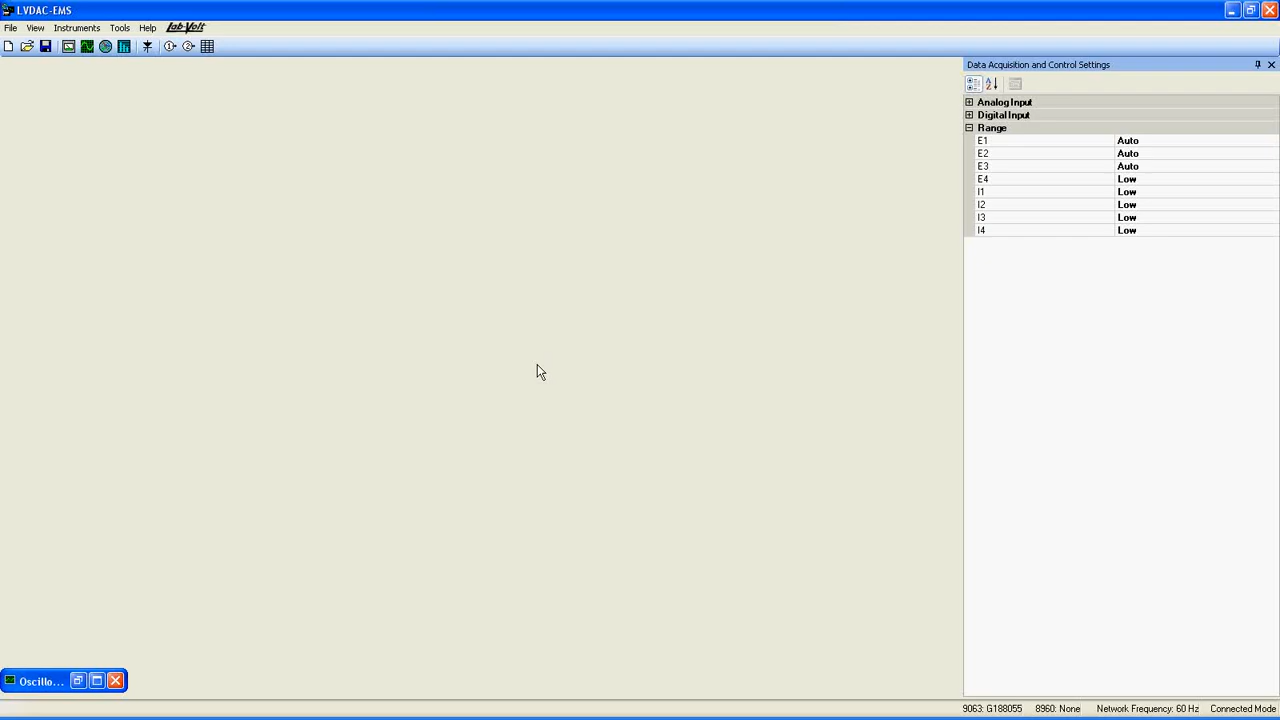 LVDAC-EMS
File View Instruments Tools Help Lab-Volt
1 2
Data Acquisition and Control Settings
A Z
Analog Input
Digital Input
Range
E1 Auto
E2 Auto
E3 Auto
E4 Low
I1 Low
I2 Low
I3 Low
I4 Low
Oscillo...
9063: G188055 8960: None Network Frequency: 60 Hz Connected Mode